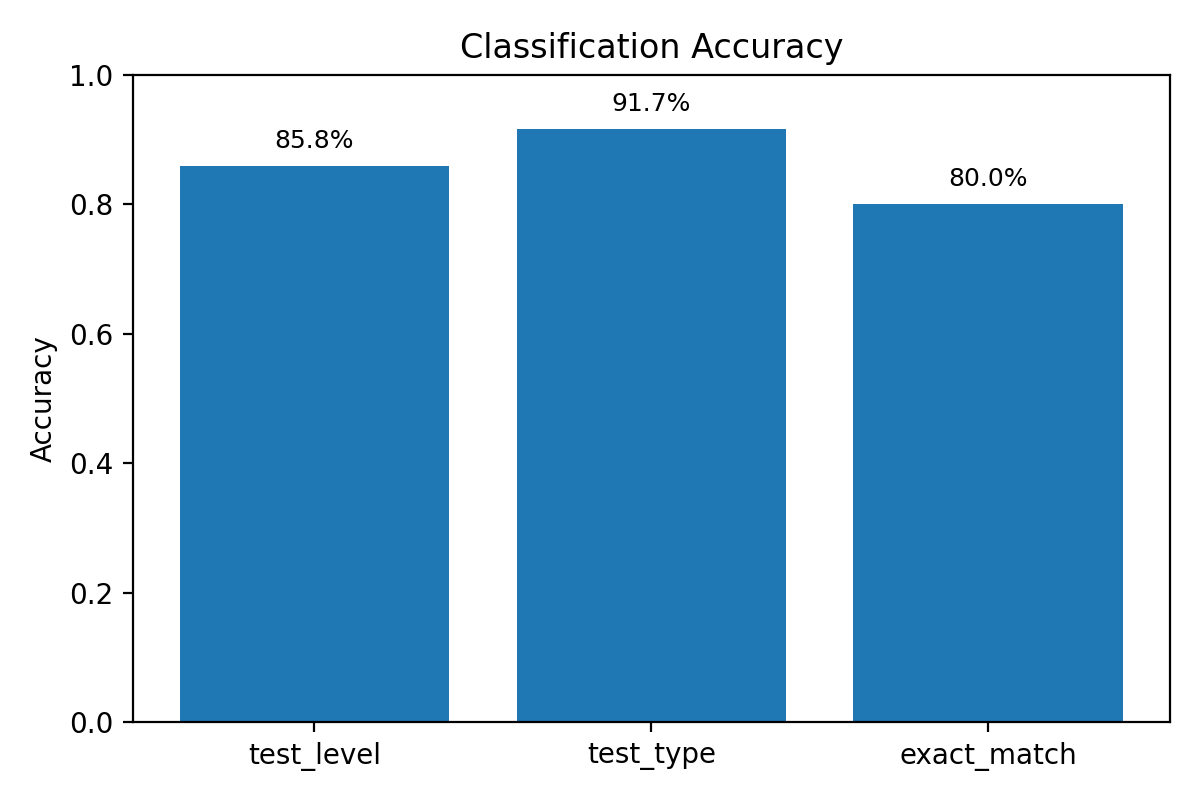 Classification Accuracy
1.0
0.8
0.6
0.4
0.2
0.0
Accuracy
85.8%
91.7%
80.0%
test_level
test_type
exact_match